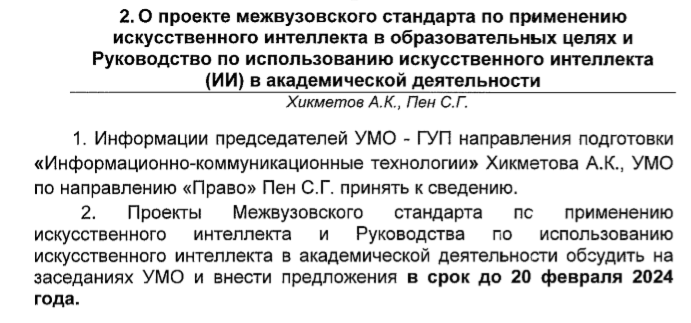 2. О проекте межвузовского стандарта по применению
искусственного интеллекта в образовательных целях и
Руководство по использованию искусственного интеллекта
(ИИ) в академической деятельности
Хикметов А.К., Пен С.Г.
1. Информации председателей УМО - ГУП направления подготовки
«Информационно-коммуникационные технологии» Хикметова А.К., УМО
по направлению «Право» Пен С.Г. принять к сведению.
2. Проекты Межвузовского стандарта пс применению
искусственного интеллекта и Руководства по использованию
искусственного интеллекта в академической деятельности обсудить на
заседаниях УМО и внести предложения в срок до 20 февраля 2024
года.